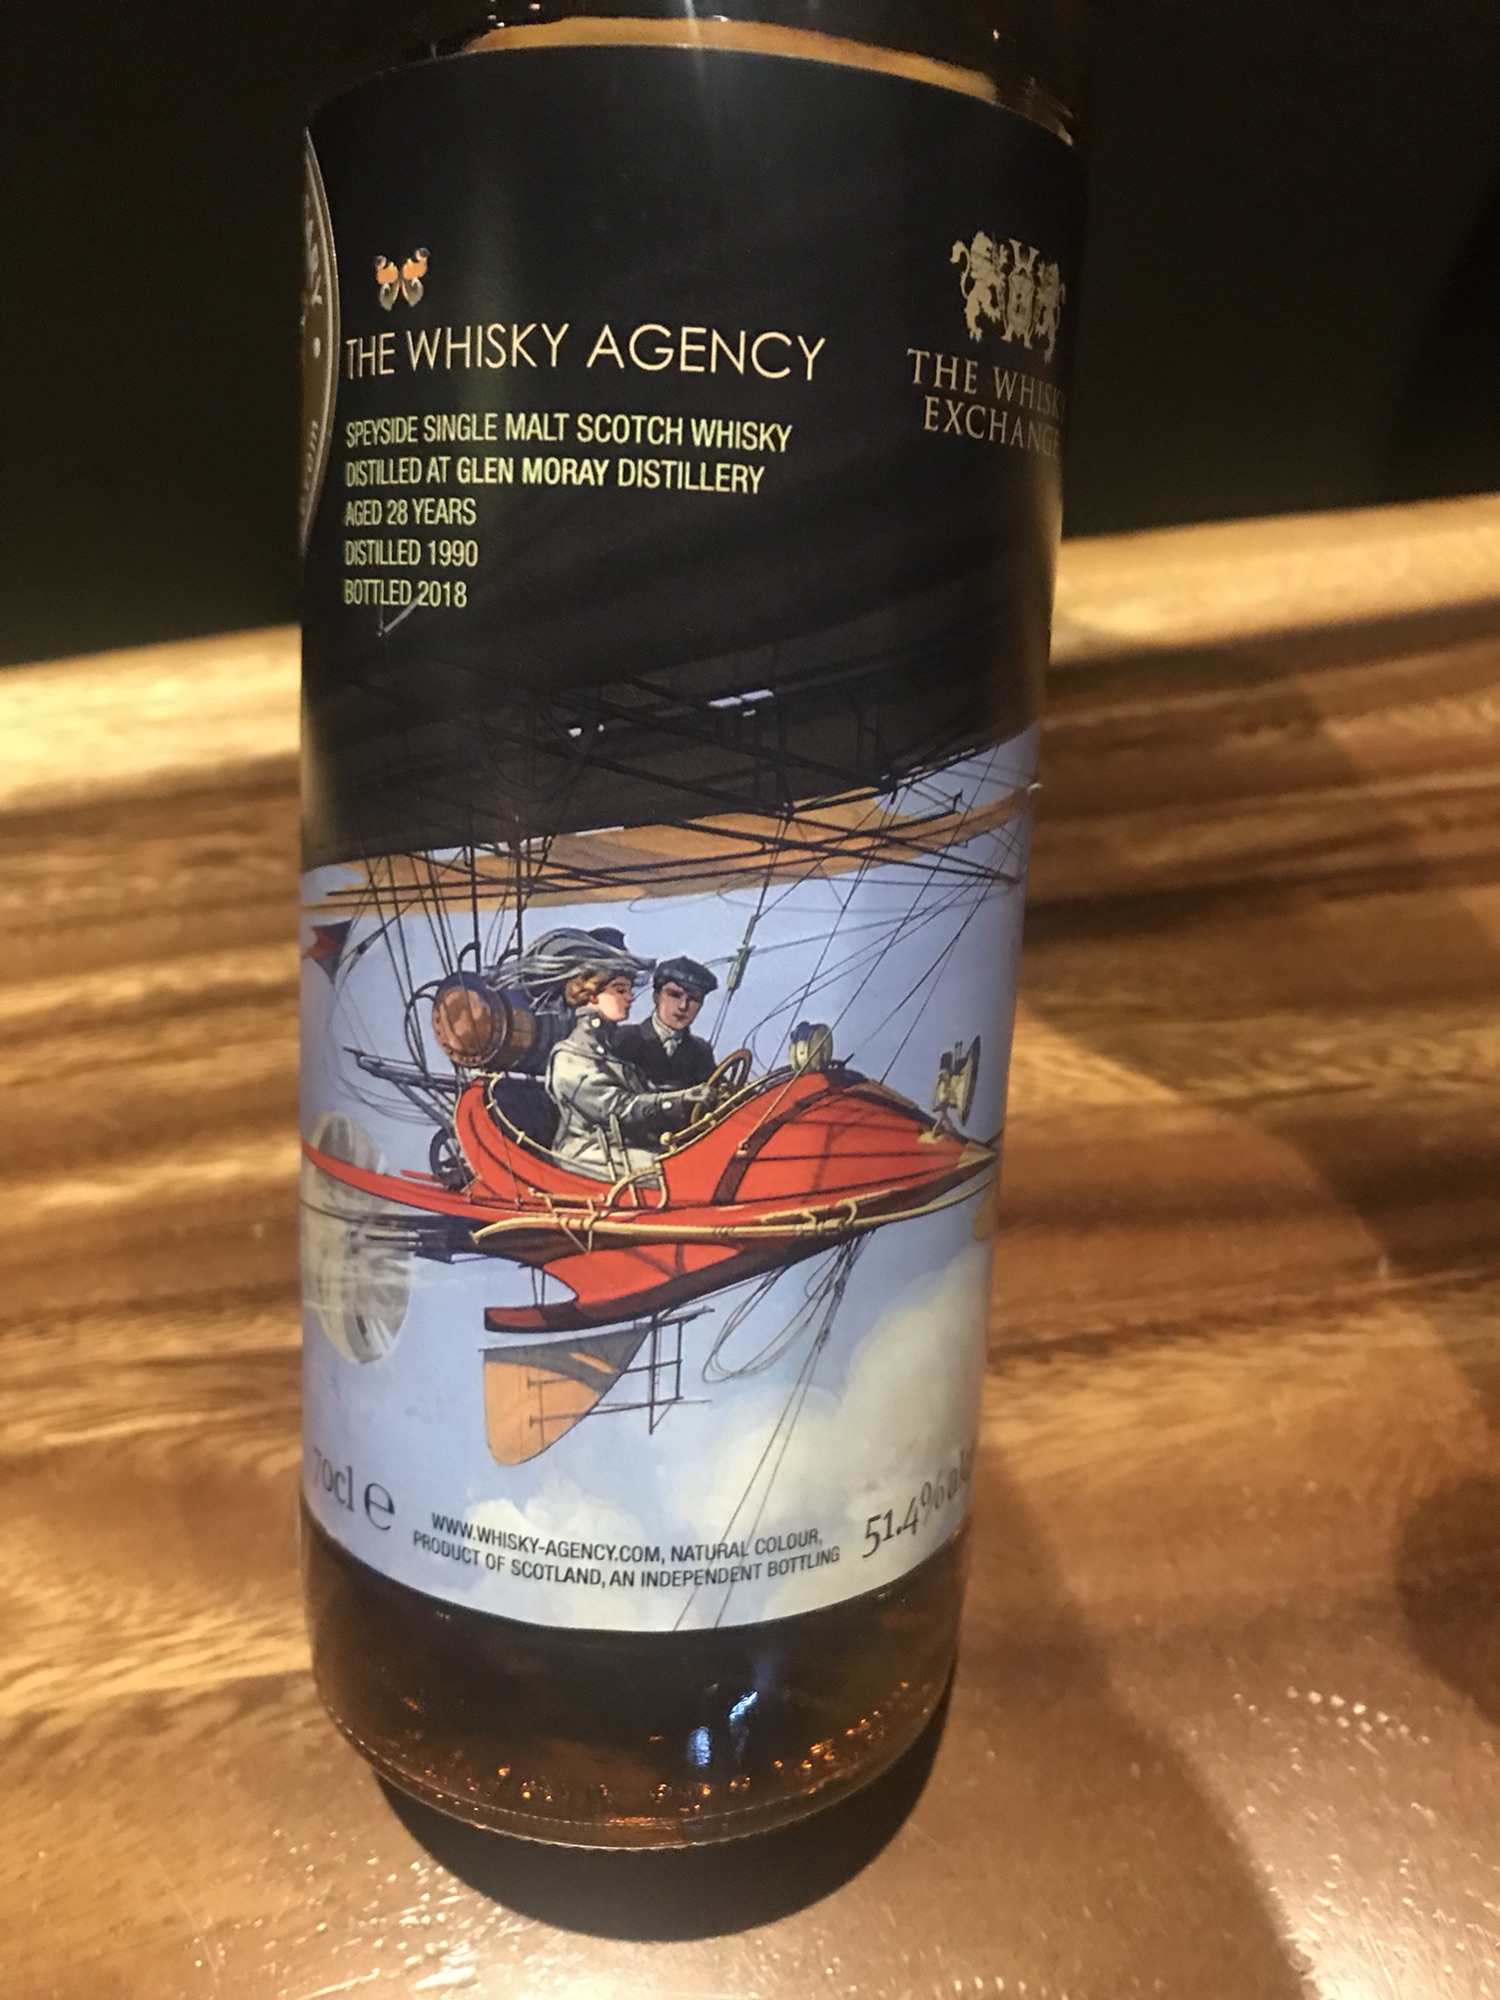 THE WHISKY AGENCY
SPEYSIDE SINGLE MALT SCOTCH WHISKY
DISTILLED AT GLEN MORAY DISTILLERY
AGED 28 YEARS
DISTILLED 1990
BOTTLED 2018
THE WHISKY
EXCHANGE
70cl e
WWW.WHISKY-AGENCY.COM, NATURAL COLOUR,
PRODUCT OF SCOTLAND, AN INDEPENDENT BOTTLING
51.4% alc